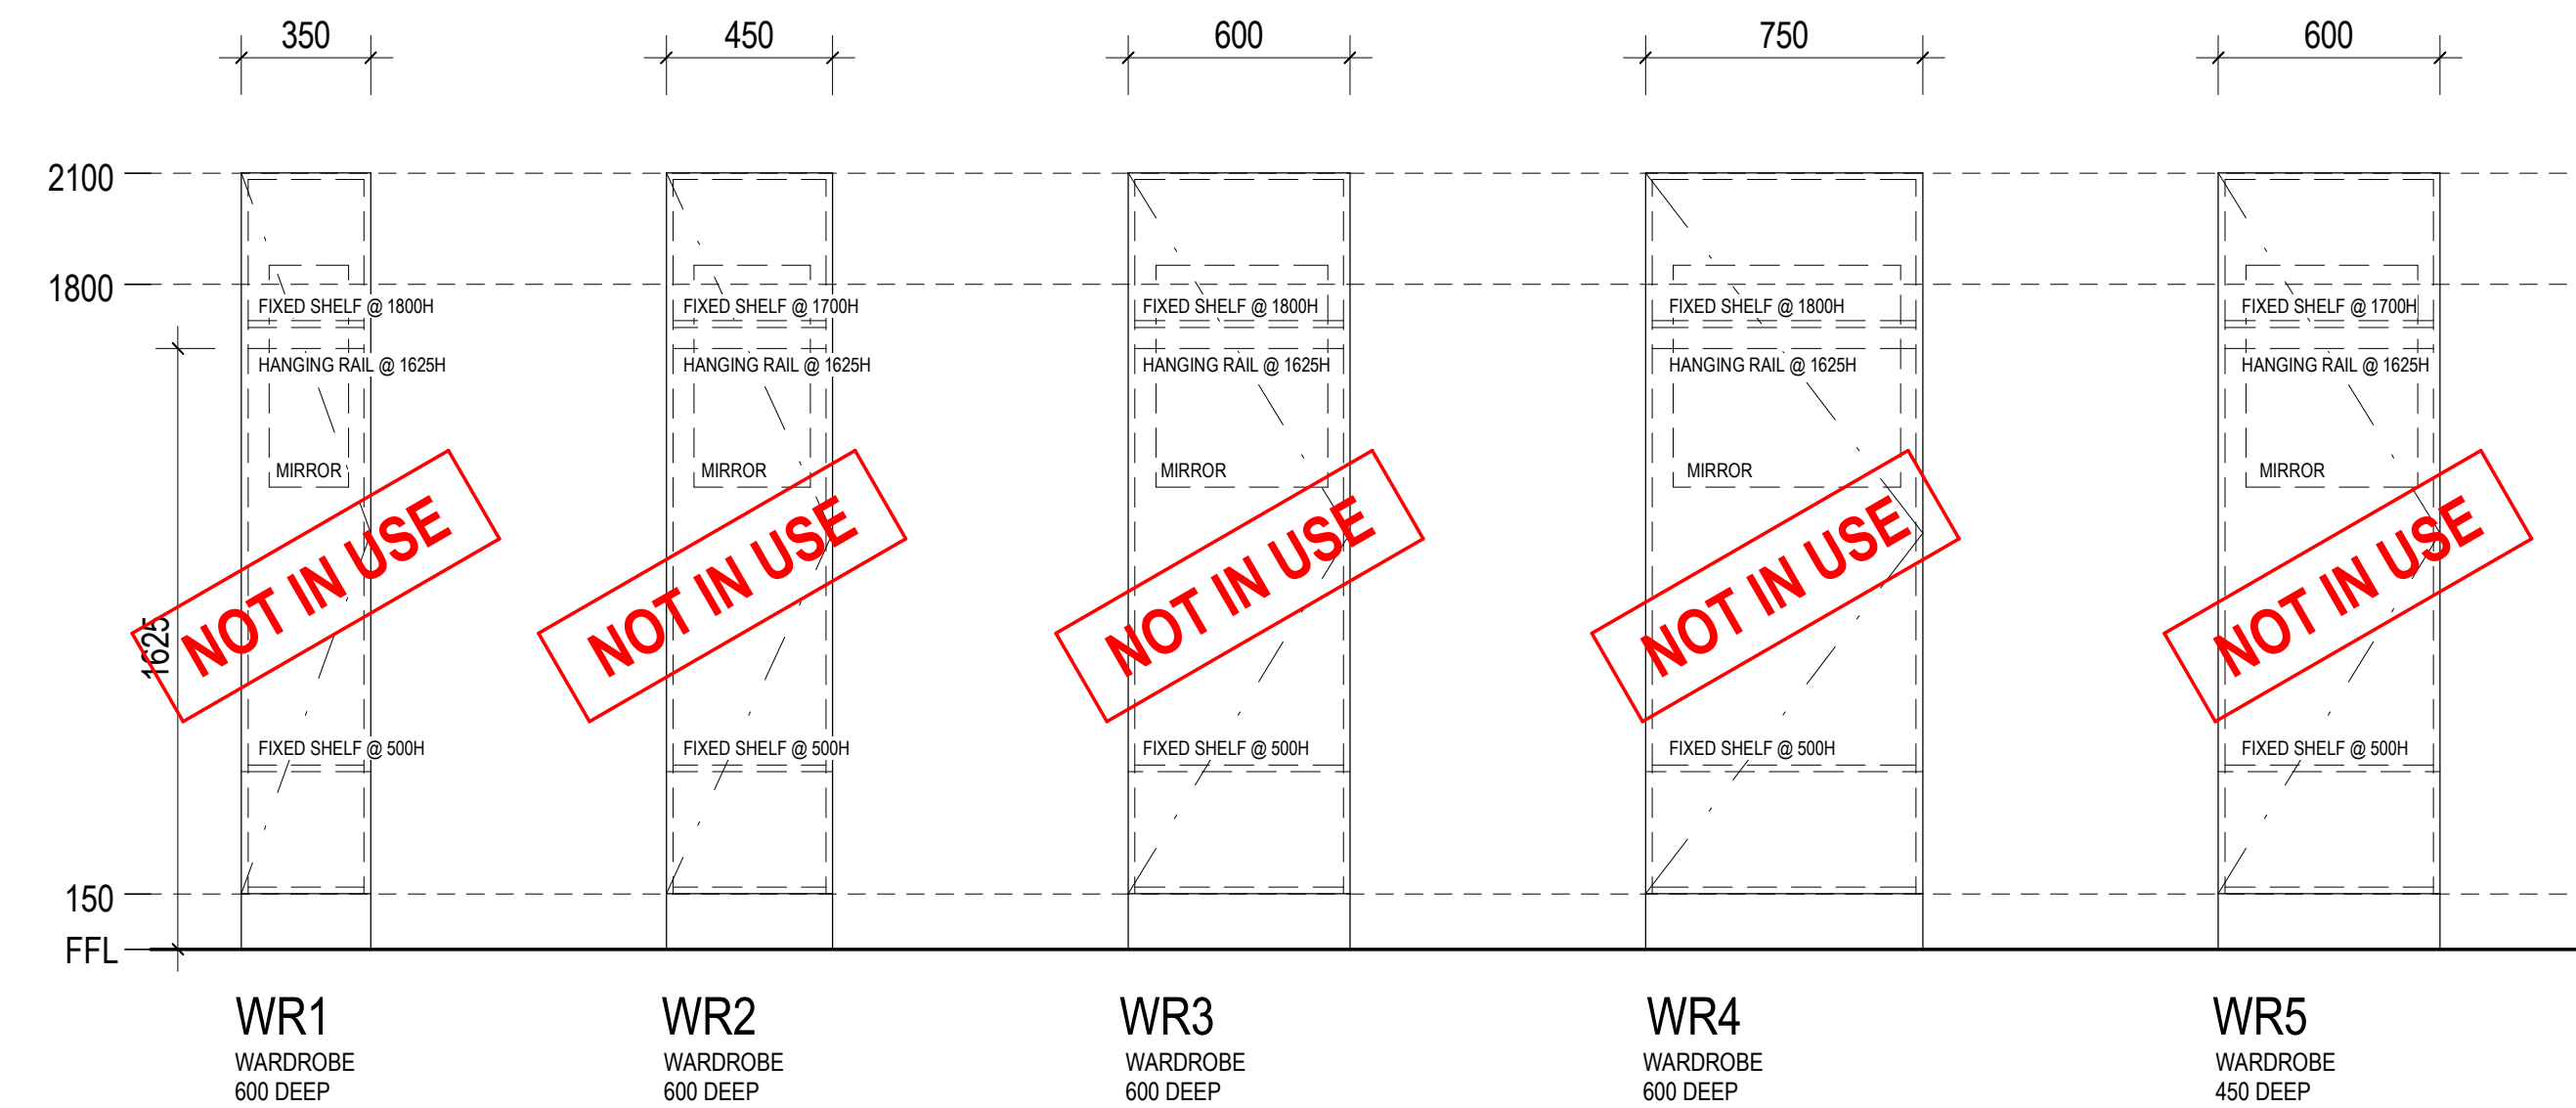 350
450
600
750
600
2100
1800
FIXED SHELF @ 1800H
FIXED SHELF @ 1700H
FIXED SHELF @ 1800H
FIXED SHELF @ 1800H
FIXED SHELF @ 1700H
HANGING RAIL @ 1625H
HANGING RAIL @ 1625H
HANGING RAIL @ 1625H
HANGING RAIL @ 1625H
HANGING RAIL @ 1625H
MIRROR
MIRROR
MIRROR
MIRROR
MIRROR
1625
NOT IN USE
NOT IN USE
NOT IN USE
NOT IN USE
NOT IN USE
FIXED SHELF @ 500H
FIXED SHELF @ 500H
FIXED SHELF @ 500H
FIXED SHELF @ 500H
FIXED SHELF @ 500H
150
FFL
WR1
WARDROBE
600 DEEP
WR2
WARDROBE
600 DEEP
WR3
WARDROBE
600 DEEP
WR4
WARDROBE
600 DEEP
WR5
WARDROBE
450 DEEP